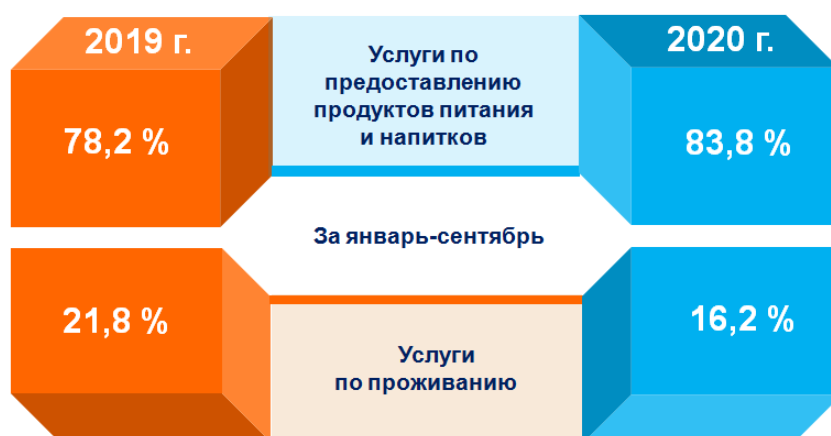 2019 г.
Услуги по
предоставлению
продуктов питания
и напитков
2020 г.
78,2 %
83,8 %
За январь-сентябрь
21,8 %
16,2 %
Услуги
по проживанию